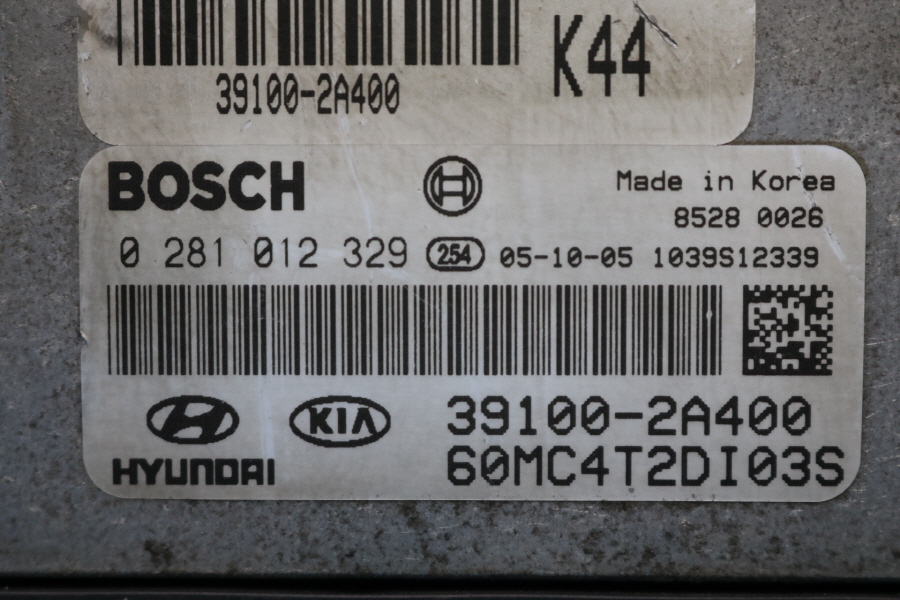 39100-2A400
K44
BOSCH
Made in Korea
8528 0026
0 281 012 329 254 05-10-05 1039S12339
HYUNDAI
KIA
39100-2A400
60MC4T2DI03S